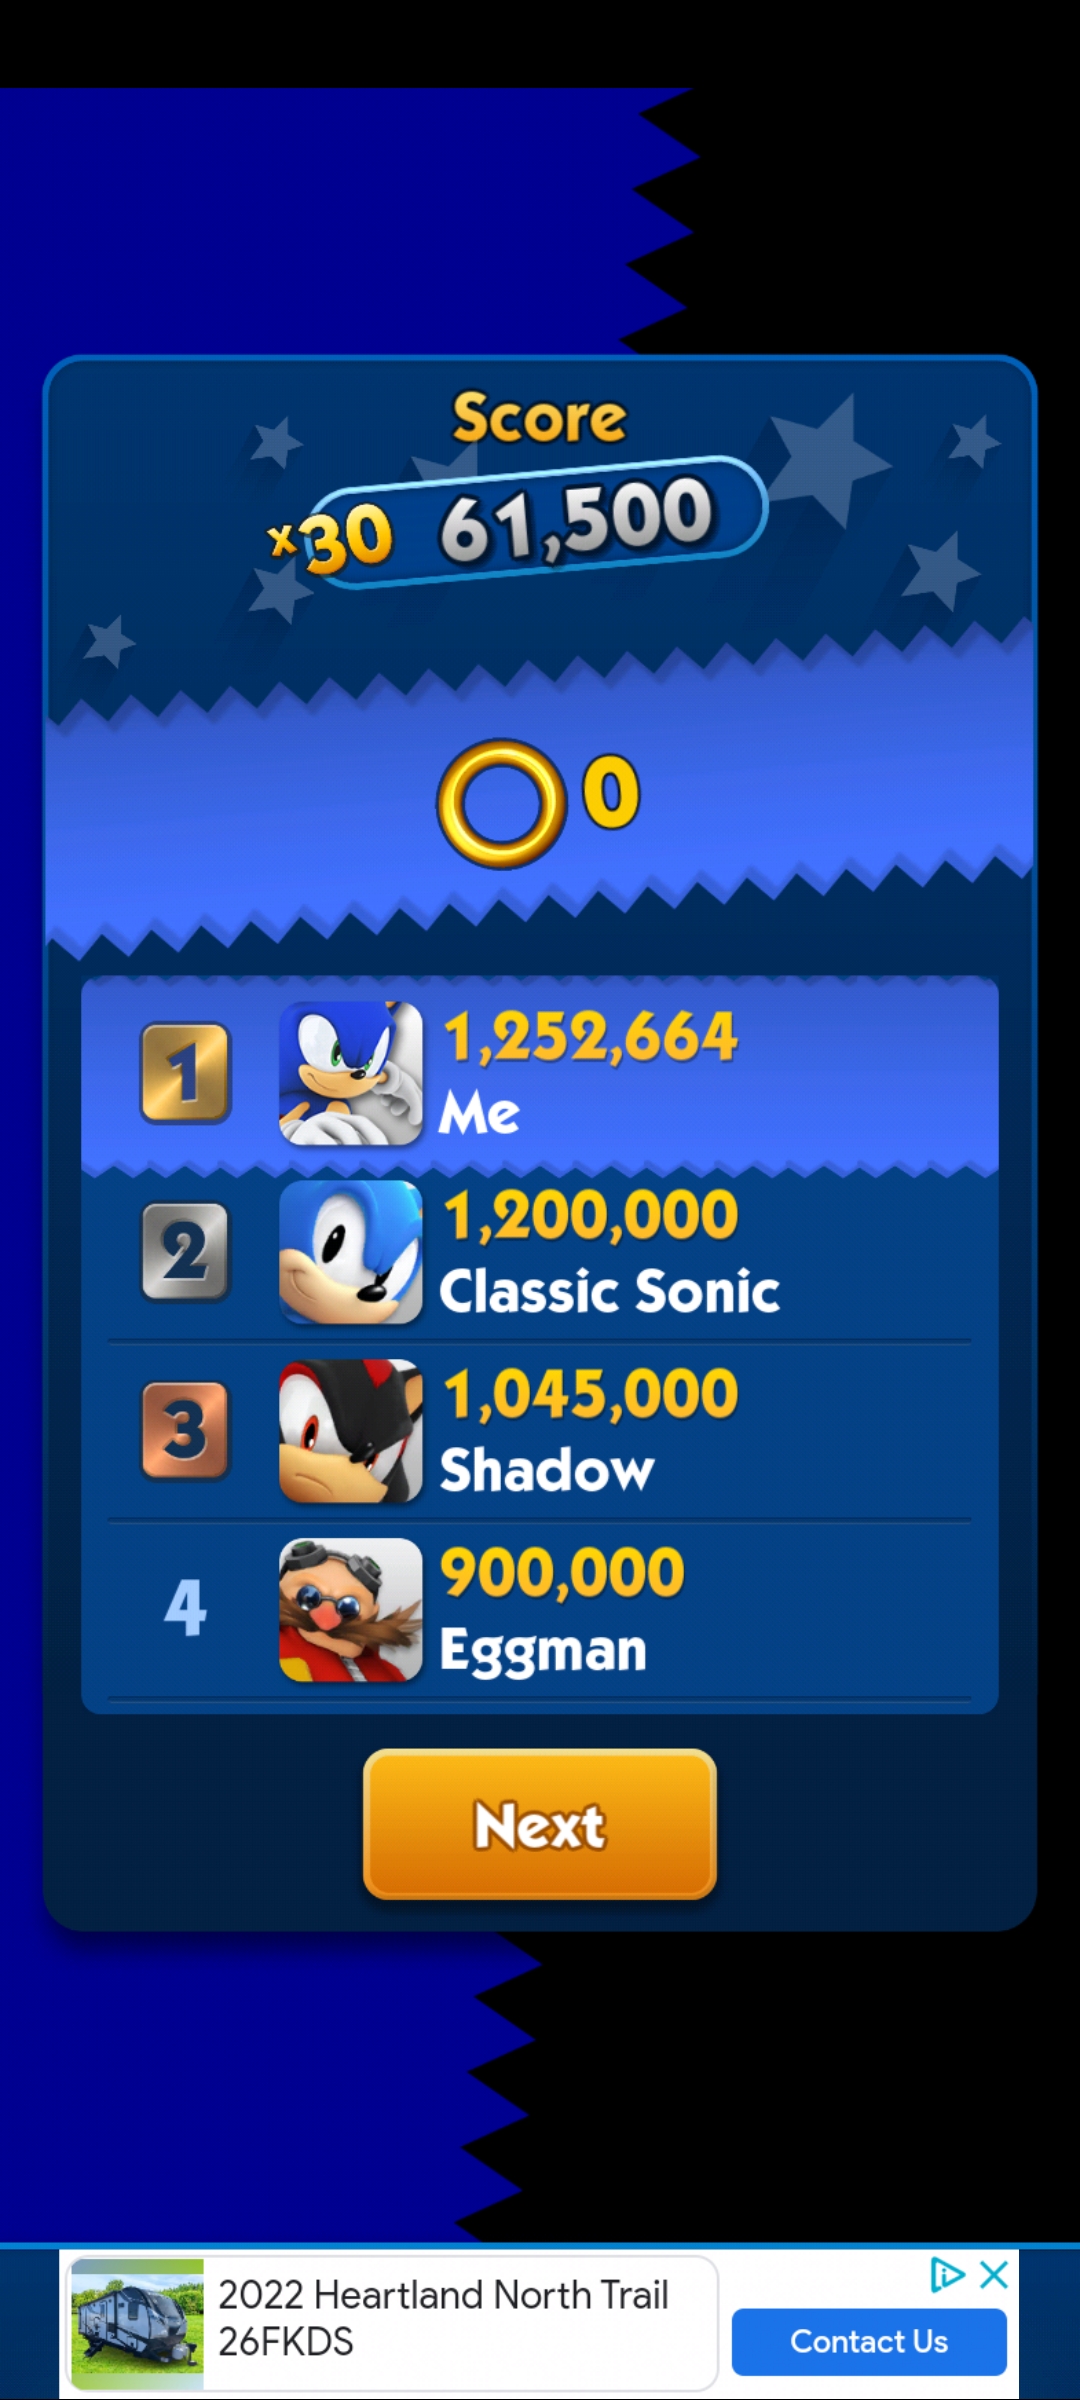 Score
x30 61,500
0
1 1,252,664
Me
2 1,200,000
Classic Sonic
3 1,045,000
Shadow
4 900,000
Eggman
Next
2022 Heartland North Trail
26FKDS
Contact Us